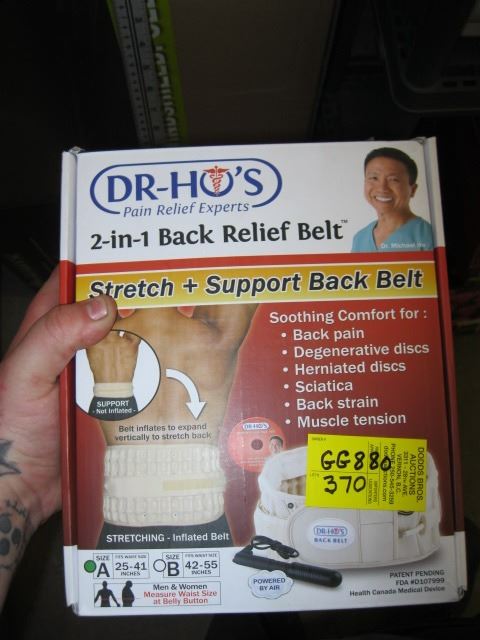 DR-HO'S
Pain Relief Experts
2-in-1 Back Relief Belt™
Dr. Michael Ho
Stretch + Support Back Belt
Soothing Comfort for :
• Back pain
• Degenerative discs
• Herniated discs
• Sciatica
• Back strain
• Muscle tension
SUPPORT
- Not Inflated -
Belt inflates to expand
vertically to stretch back
DR-HO'S
DODDS BROS.
AUCTIONS
VERNON, B.C.
GG880
370
STRETCHING - Inflated Belt
DR-HO'S
BACK BELT
SIZE A FITS WAIST SIZE 25-41 INCHES
SIZE B FITS WAIST SIZE 42-55 INCHES
Men & Women
Measure Waist Size
at Belly Button
POWERED
BY AIR
PATENT PENDING
FDA #D107999
Health Canada Medical Device